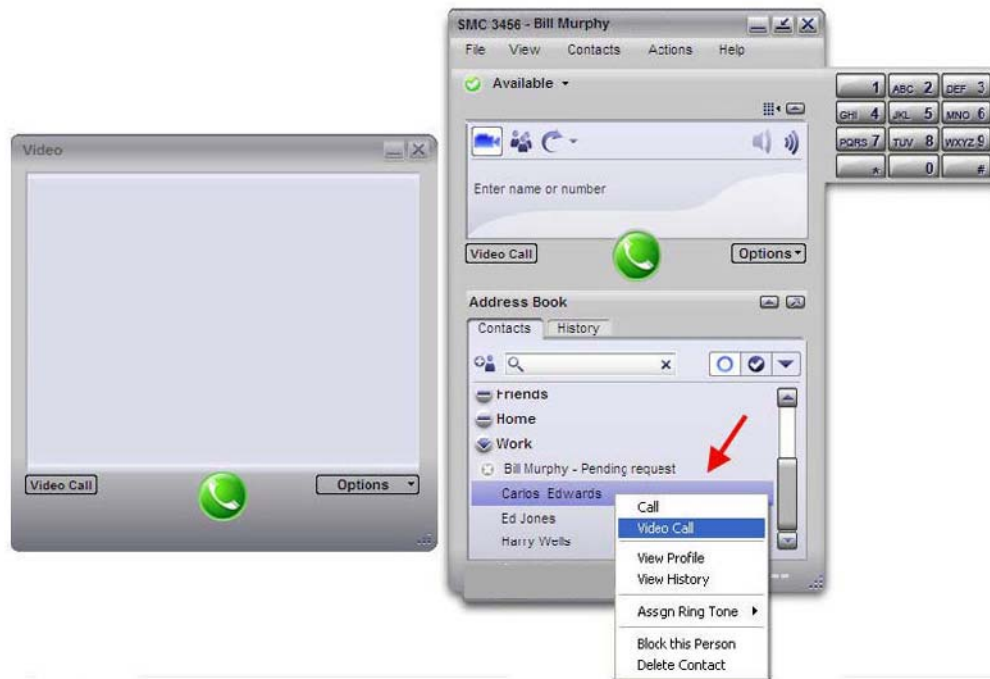 Video
Video Call
Options
SMC 3456 - Bill Murphy
File View Contacts Actions Help
Available
Enter name or number
Video Call
Options
Address Book
Contacts History
Friends
Home
Work
Bill Murphy - Pending request
Carlos Edwards
Ed Jones
Harry Wells
Call
Video Call
View Profile
View History
Assgn Ring Tone
Block this Person
Delete Contact
1 ABC 2 DEF 3
GHI 4 JKL 5 MNO 6
PQRS 7 TUV 8 WXYZ 9
* 0 #